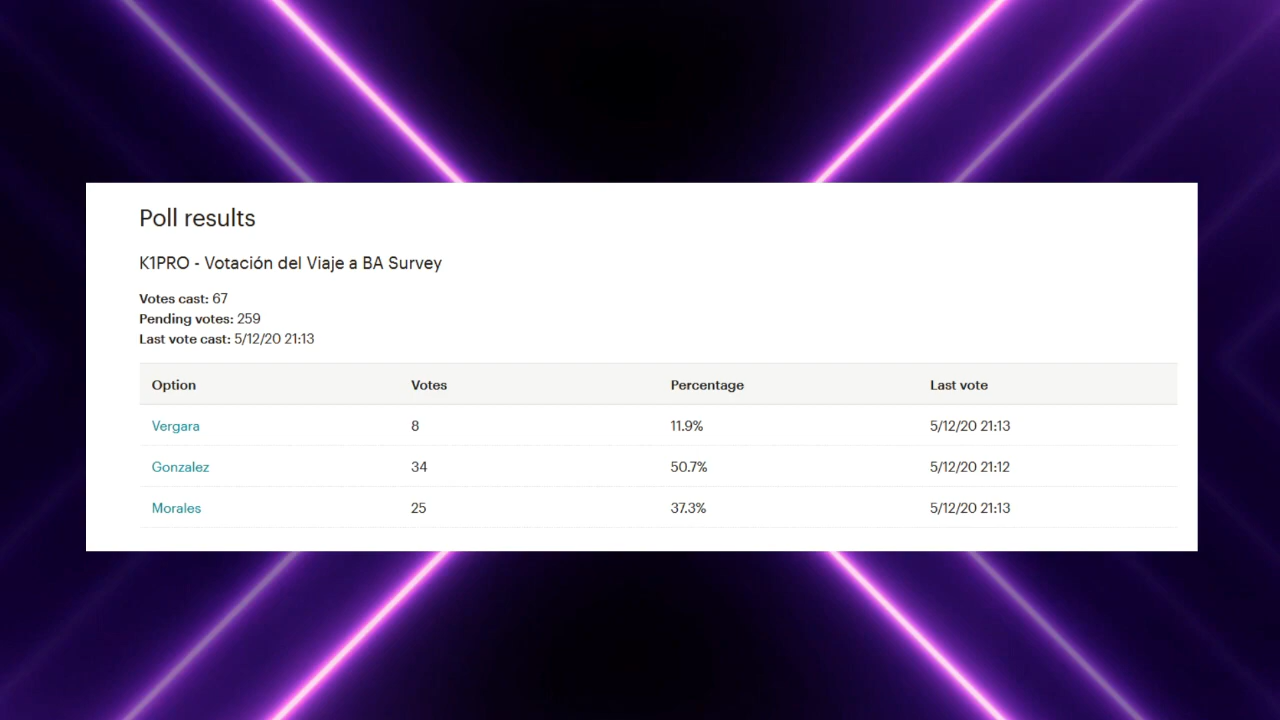 Poll results
K1PRO - Votación del Viaje a BA Survey
Votes cast: 67
Pending votes: 259
Last vote cast: 5/12/20 21:13
Option Votes Percentage Last vote
Vergara 8 11.9% 5/12/20 21:13
Gonzalez 34 50.7% 5/12/20 21:12
Morales 25 37.3% 5/12/20 21:13